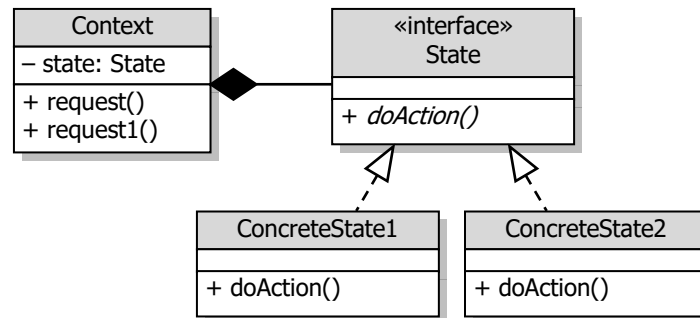 Context
– state: State
+ request()
+ request1()
«interface»
State
+ doAction()
ConcreteState1
+ doAction()
ConcreteState2
+ doAction()